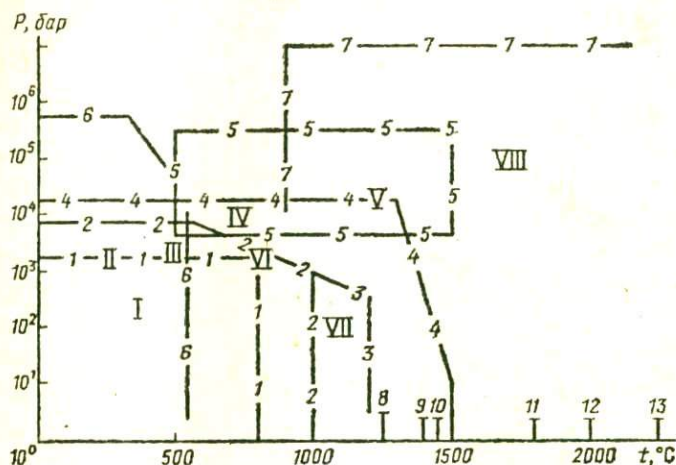 P, бар
7 7 7 7
10⁶
6 7
5 5 5 5
10⁵
5 7 VIII
5
4 4 4 4 4 V
10⁴
IV
2 2 5 5 5
2
1 II 1 III 1 VI 4
10³
6 2 3
I
10²
1 2 VII 4
6 3
10¹
1 2 8 9 10 11 12 13
10⁰ 500 1000 1500 2000 t,°C